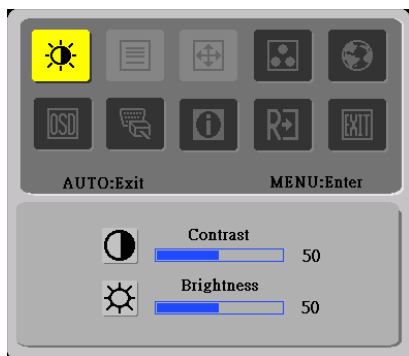 OSD
R
EXIT
AUTO:Exit MENU:Enter
Contrast
50
Brightness
50